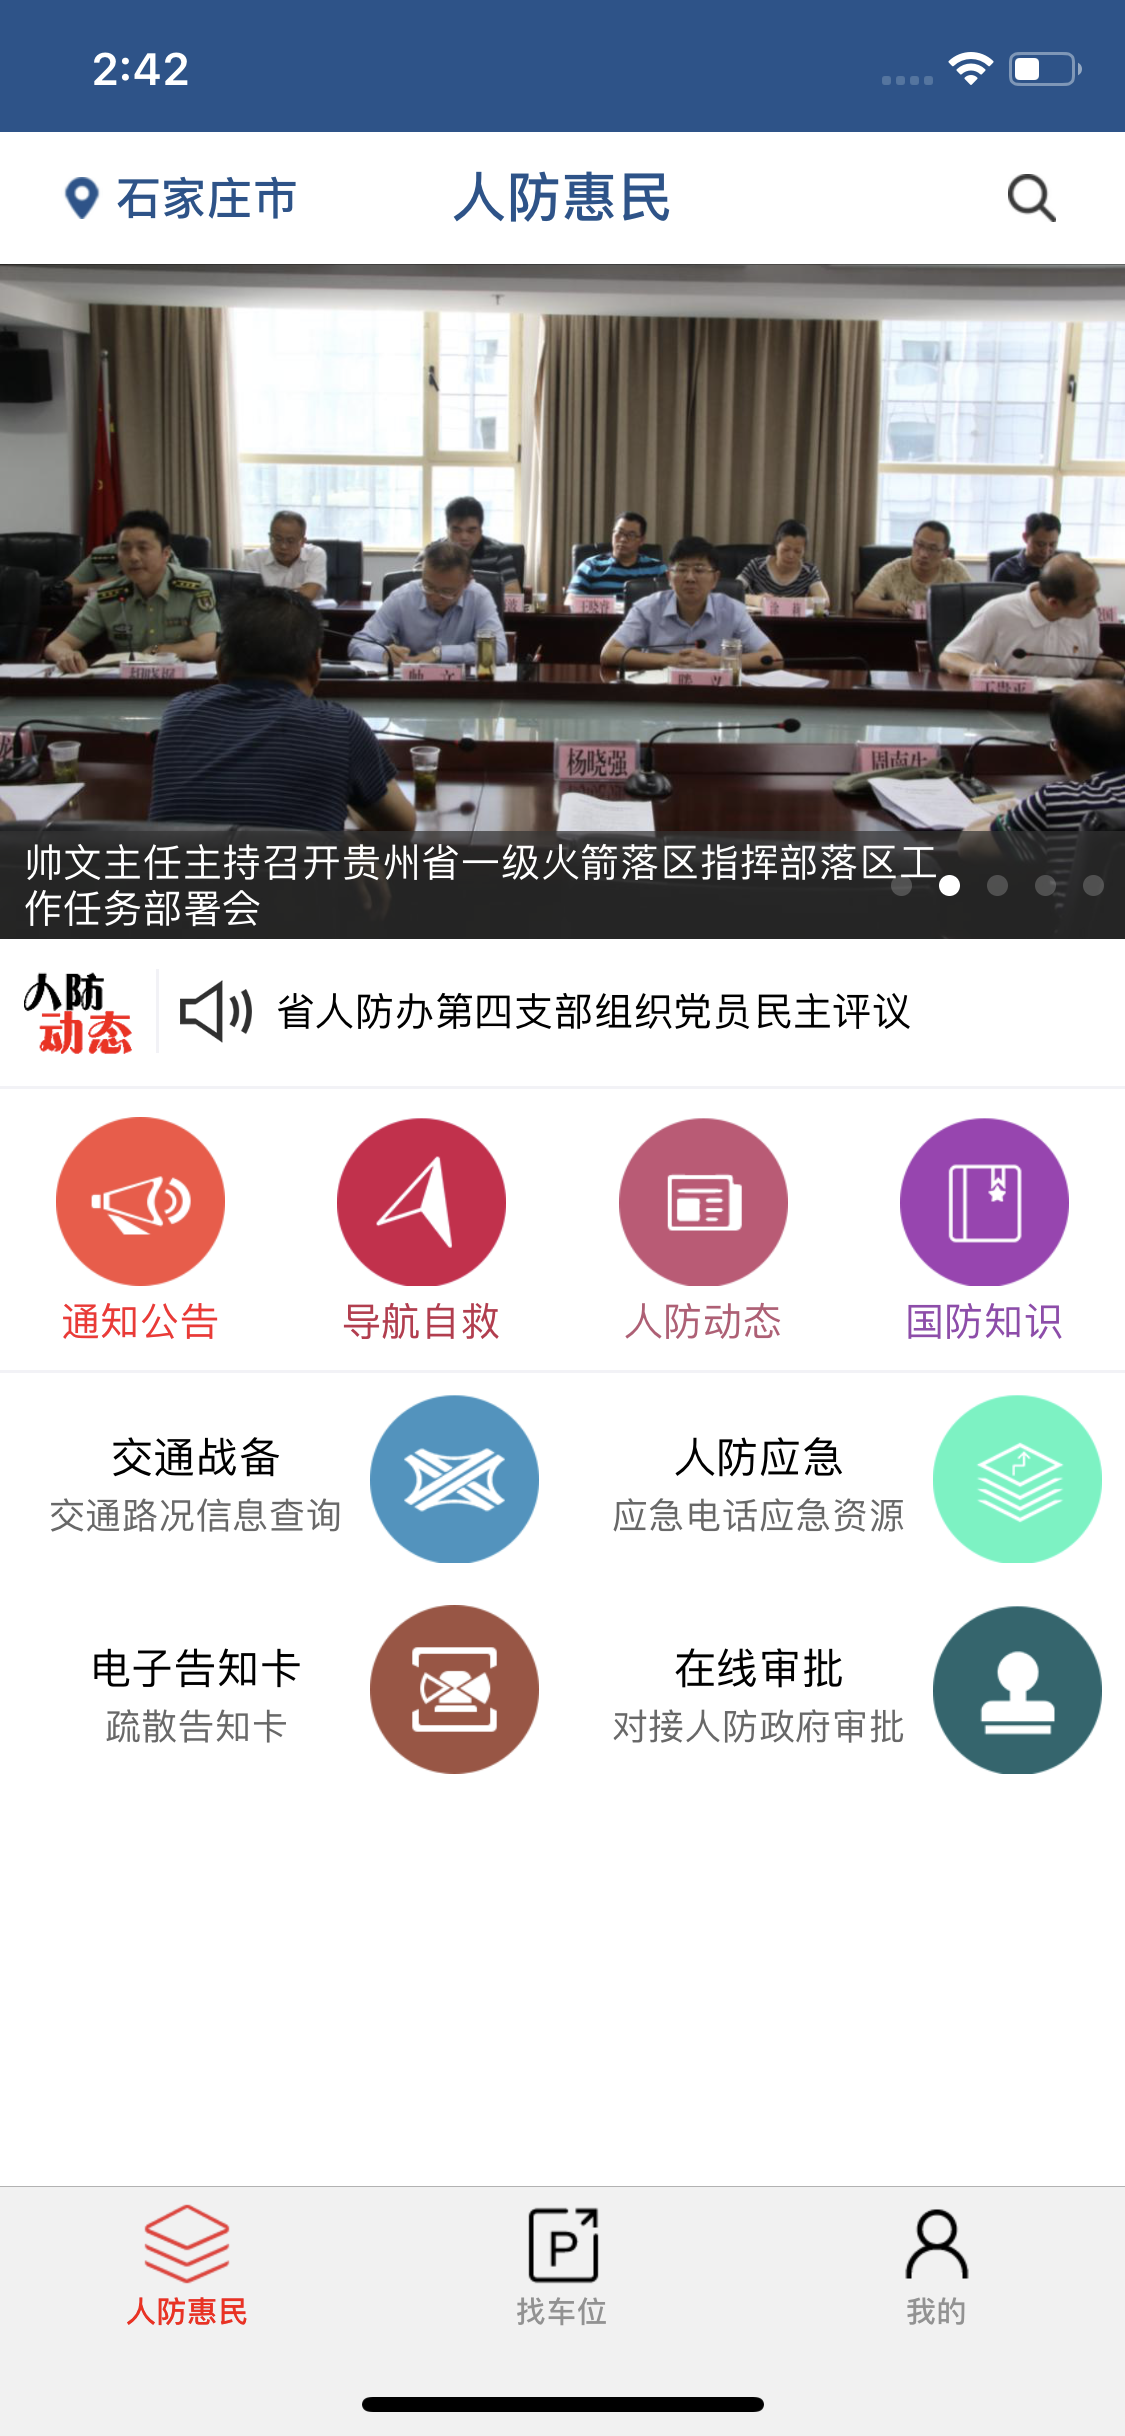 2:42
石家庄市
人防惠民
杨晓强
帅文主任主持召开贵州省一级火箭落区指挥部落区工
作任务部署会
人防
动态
省人防办第四支部组织党员民主评议
通知公告
导航自救
人防动态
国防知识
交通战备
交通路况信息查询
人防应急
应急电话应急资源
电子告知卡
疏散告知卡
在线审批
对接人防政府审批
P
人防惠民
找车位
我的